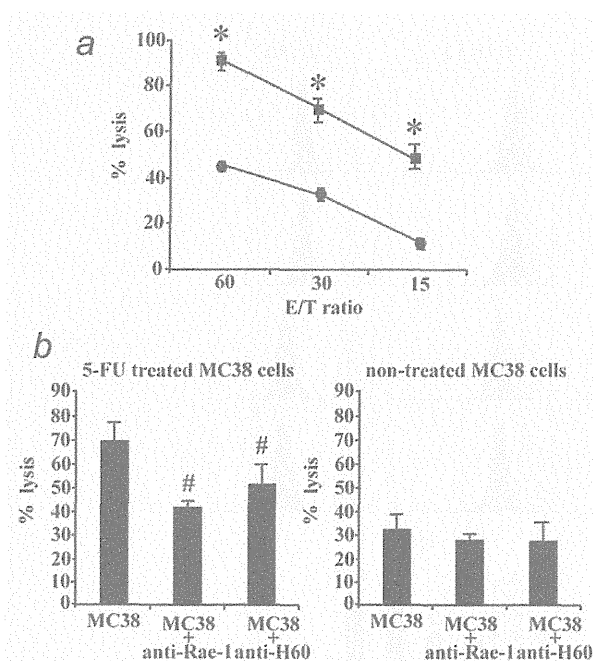 a
100
80
60
40
20
0
% lysis
*
*
*
60 30 15
E/T ratio
b
5-FU treated MC38 cells
90
80
70
60
50
40
30
20
10
0
% lysis
#
#
MC38 MC38 MC38
+ +
anti-Rae-1 anti-H60
non-treated MC38 cells
90
80
70
60
50
40
30
20
10
0
% lysis
MC38 MC38 MC38
+ +
anti-Rae-1 anti-H60